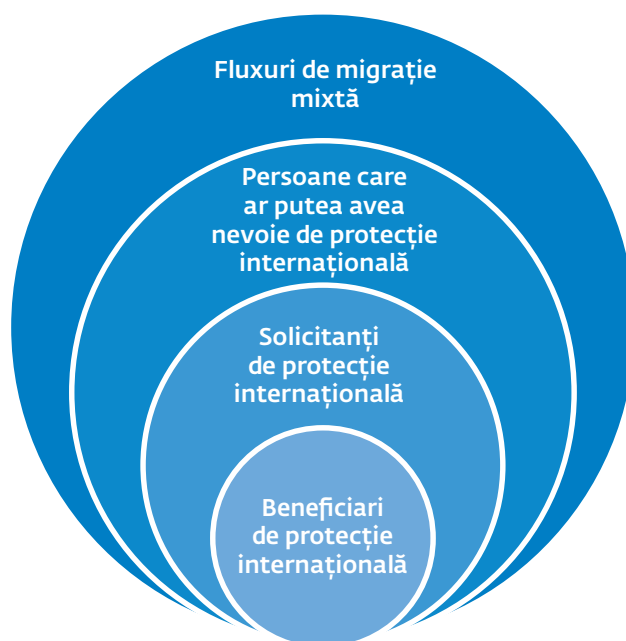 Fluxuri de migrație
mixtă
Persoane care
ar putea avea
nevoie de protecție
internațională
Solicitanți
de protecție
internațională
Beneficiari
de protecție
internațională